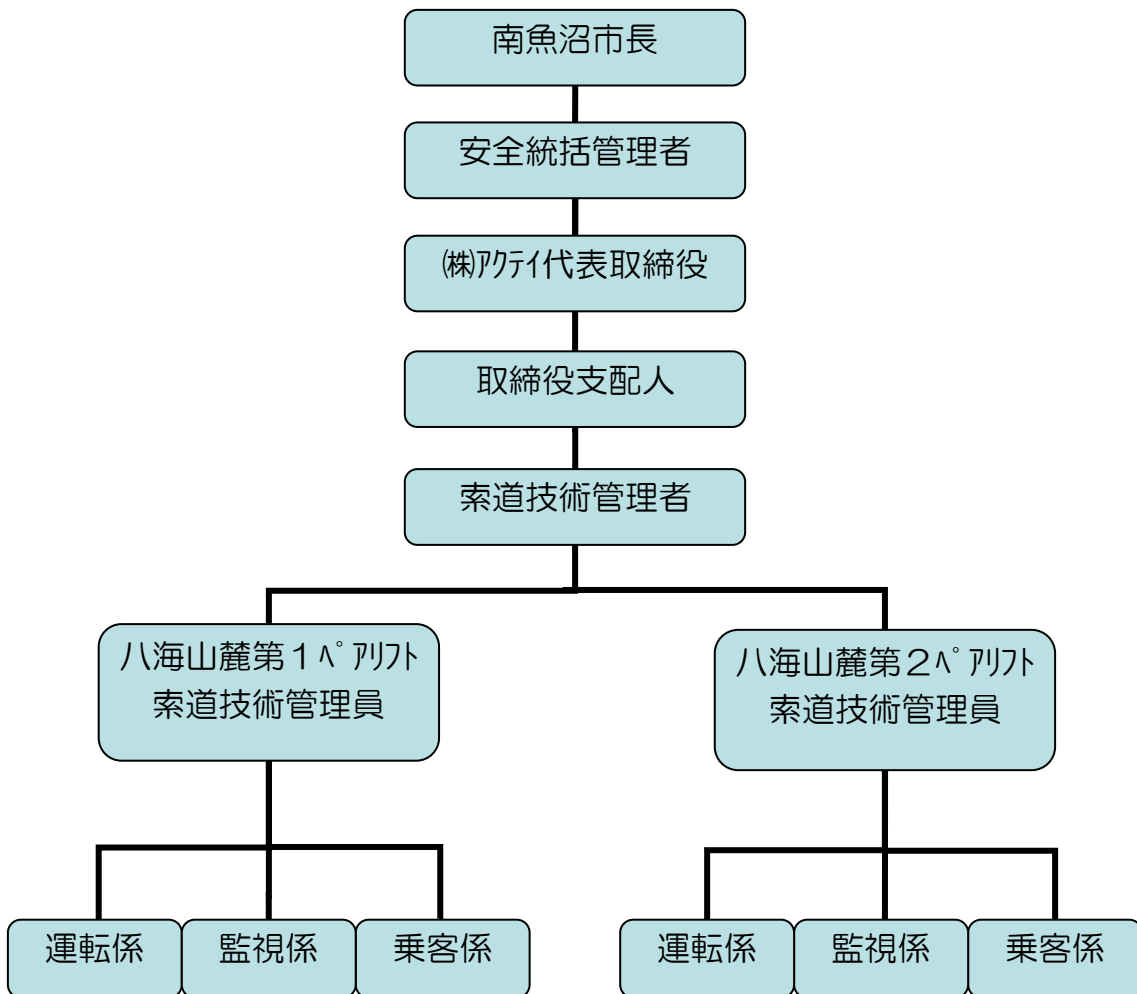 南魚沼市長
安全統括管理者
㈱ｱｸﾃｲ代表取締役
取締役支配人
索道技術管理者
八海山麓第１ﾍﾟｱﾘﾌﾄ
索道技術管理員
八海山麓第２ﾍﾟｱﾘﾌﾄ
索道技術管理員
運転係
監視係
乗客係
運転係
監視係
乗客係